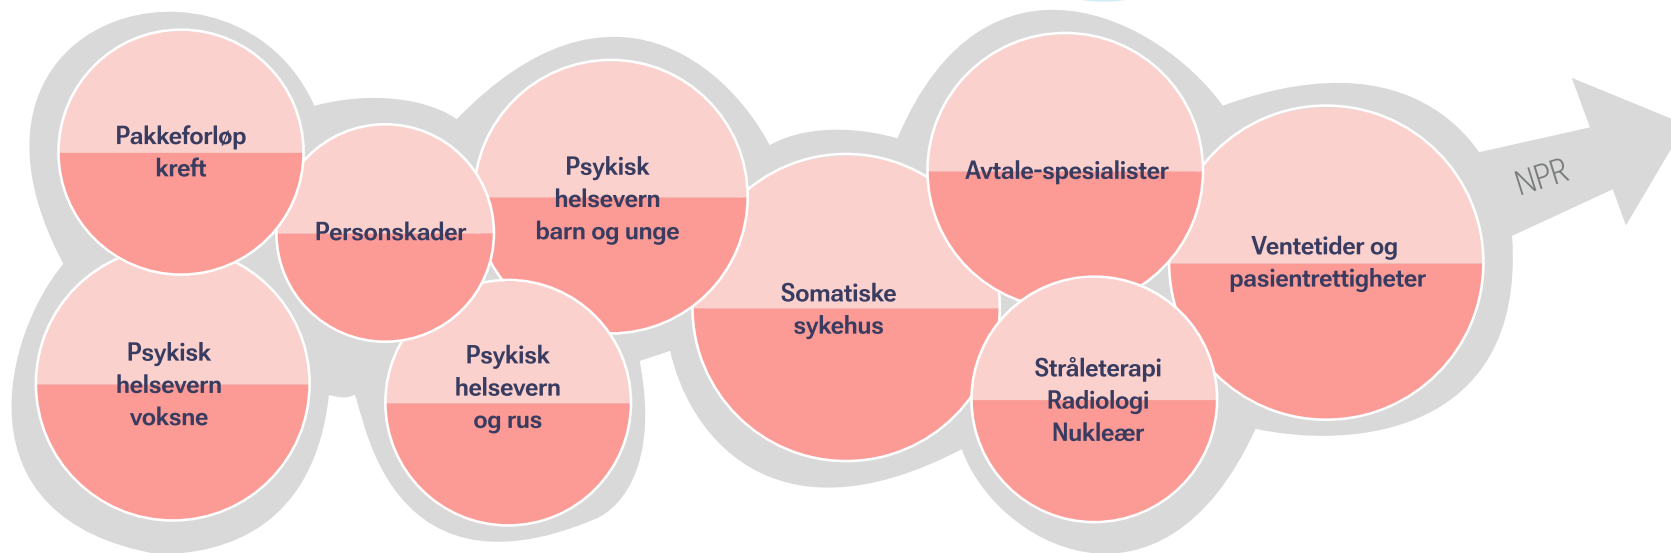 Pakkeforløp
kreft
Psykisk
helsevern
voksne
Personskader
Psykisk
helsevern
barn og unge
Psykisk
helsevern
og rus
Somatiske
sykehus
Avtale-spesialister
Stråleterapi
Radiologi
Nukleær
Ventetider og
pasientrettigheter
NPR